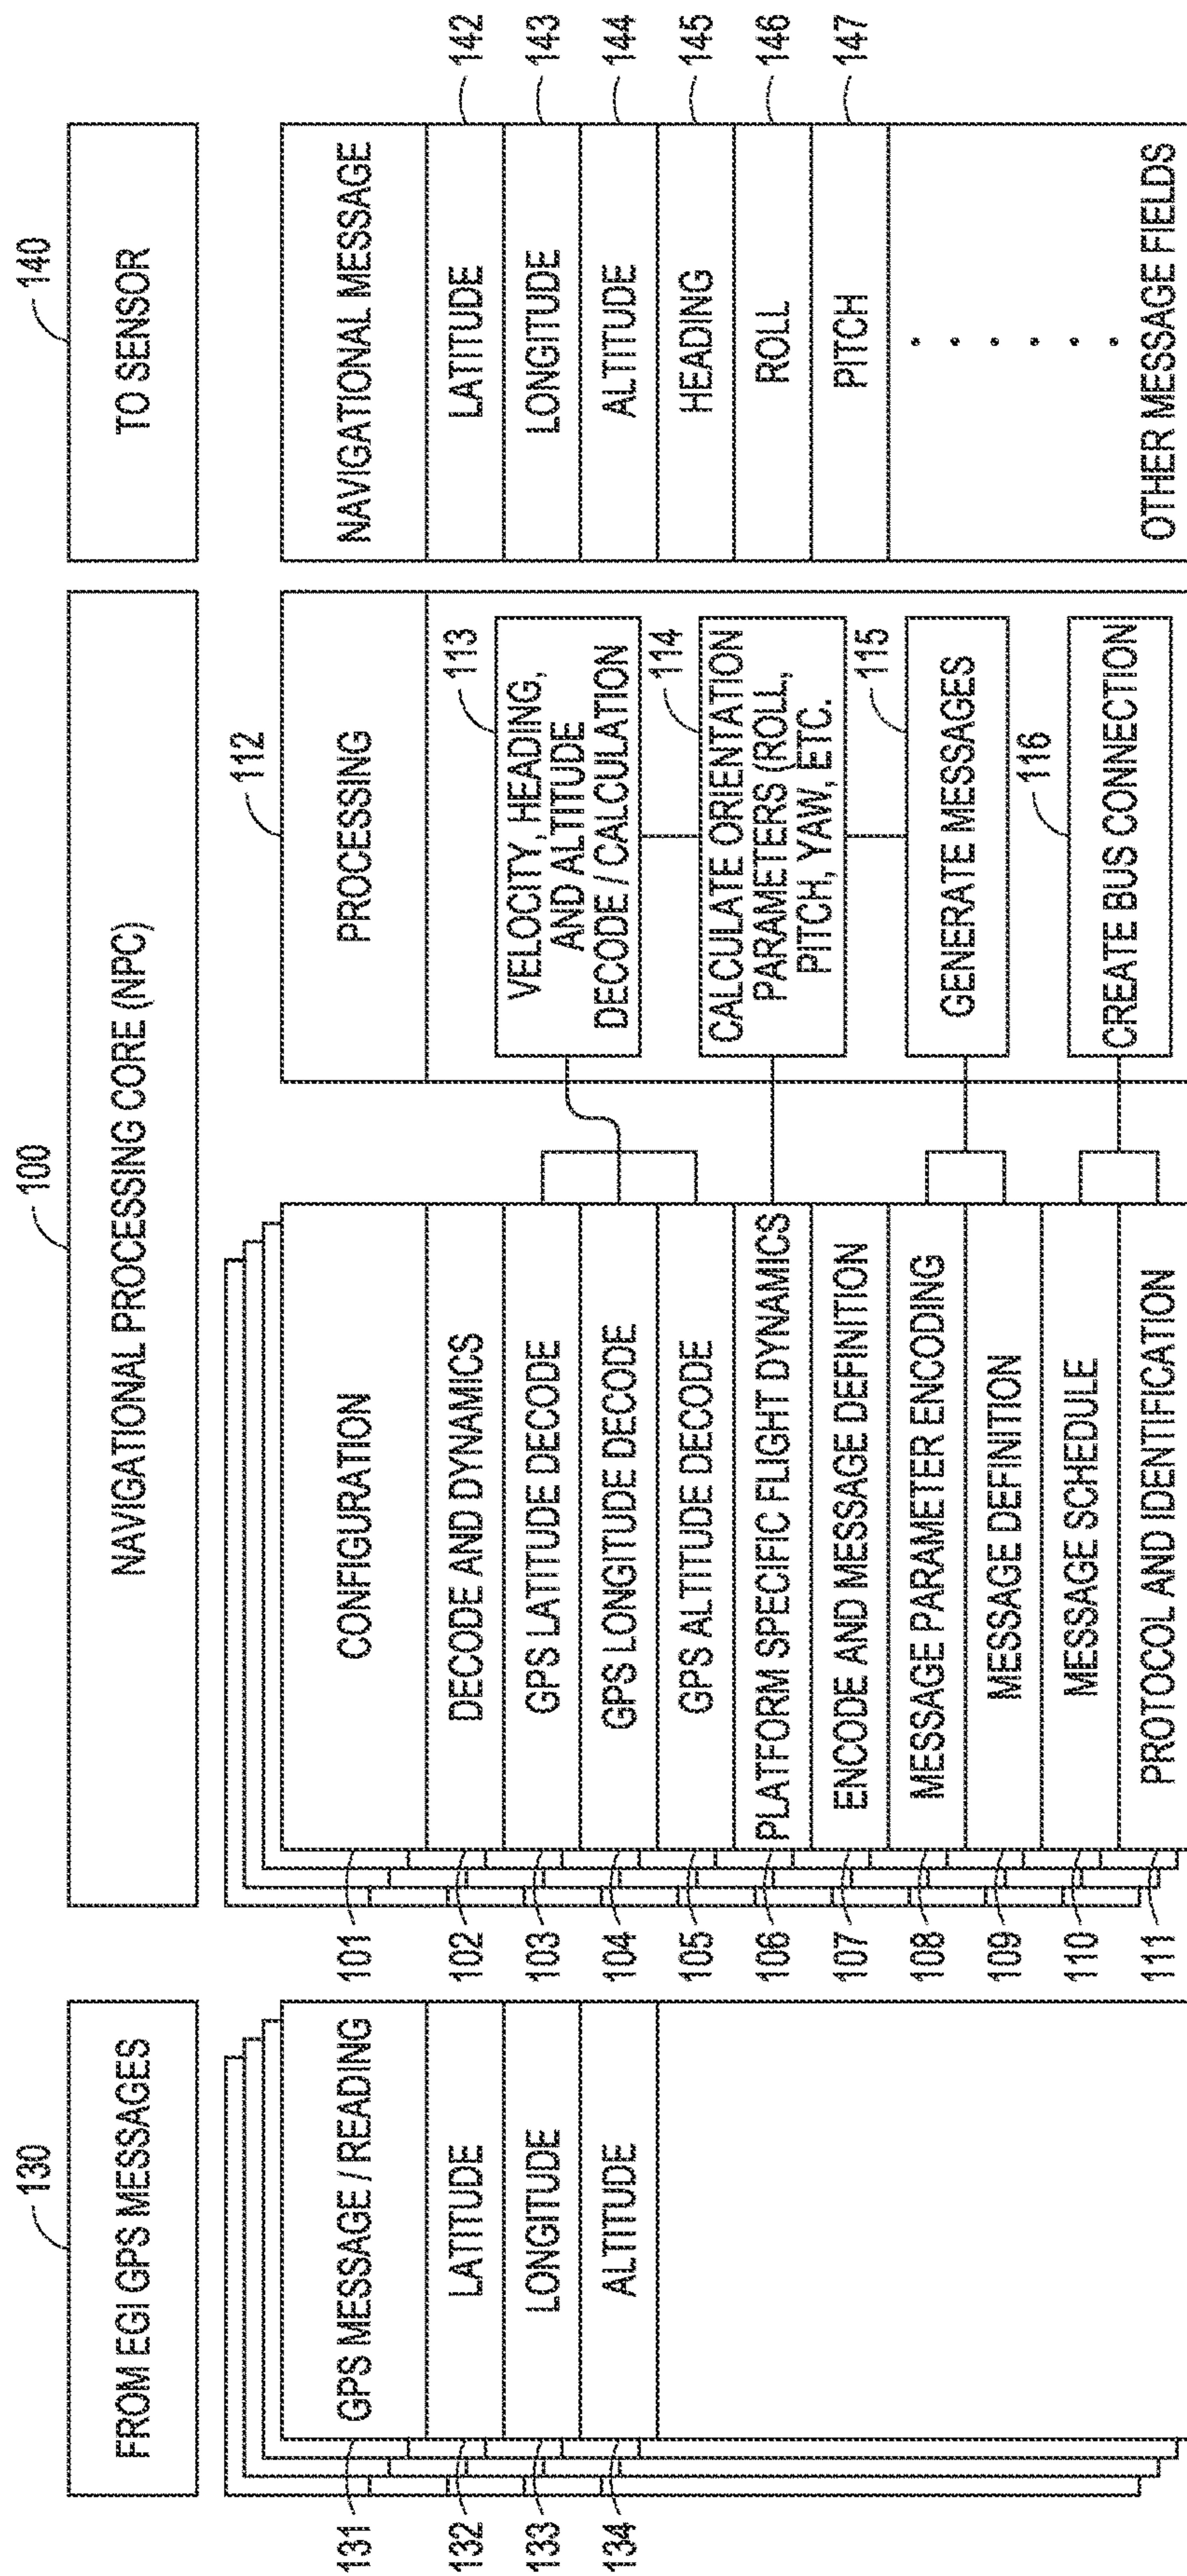 130
FROM EGI GPS MESSAGES
131
GPS MESSAGE / READING
132
LATITUDE
133
LONGITUDE
134
ALTITUDE
100
NAVIGATIONAL PROCESSING CORE (NPC)
101
CONFIGURATION
102
DECODE AND DYNAMICS
103
GPS LATITUDE DECODE
104
GPS LONGITUDE DECODE
105
GPS ALTITUDE DECODE
106
PLATFORM SPECIFIC FLIGHT DYNAMICS
107
ENCODE AND MESSAGE DEFINITION
108
MESSAGE PARAMETER ENCODING
109
MESSAGE DEFINITION
110
MESSAGE SCHEDULE
111
PROTOCOL AND IDENTIFICATION
112
PROCESSING
113
VELOCITY, HEADING,
AND ALTITUDE
DECODE / CALCULATION
114
CALCULATE ORIENTATION
PARAMETERS (ROLL,
PITCH, YAW, ETC.
115
GENERATE MESSAGES
116
CREATE BUS CONNECTION
140
TO SENSOR
NAVIGATIONAL MESSAGE
LATITUDE
142
LONGITUDE
143
ALTITUDE
144
HEADING
145
ROLL
146
PITCH
147
OTHER MESSAGE FIELDS